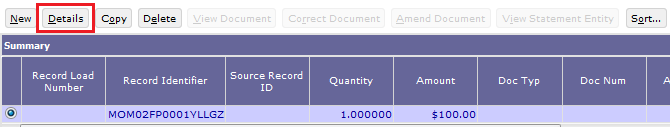 New Details Copy Delete View Document Correct Document Amend Document View Statement Entity Sort...
Summary
Record Load Number Record Identifier Source Record ID Quantity Amount Doc Typ Doc Num A
MOM02FP0001YLLGZ 1.000000 $100.00